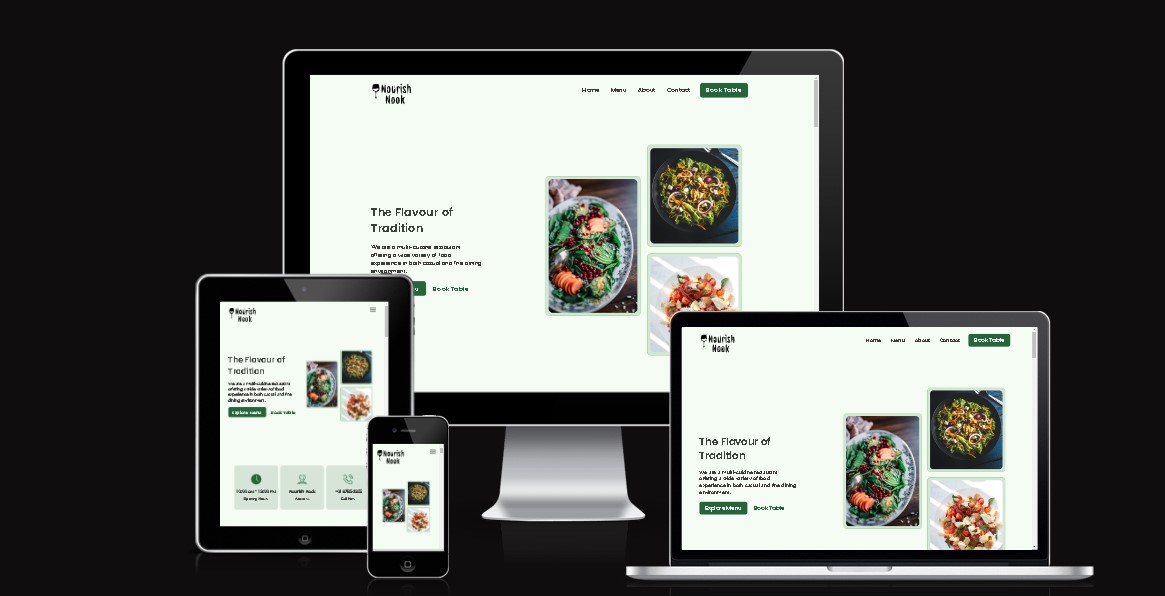 Nourish
Nook
Home Menu About Contact Book Table
The Flavour of
Tradition
We are a multi-cuisine restaurant
offering a wide variety of food
experience in both casual and fine dining
environment.
Book Table
Nourish
Nook
The Flavour of
Tradition
We are a multi-cuisine restaurant
offering a wide variety of food
experience in both casual and fine
dining environment.
Explore Menu Book Table
Opening Hours
Nourish
Nook
Nourish
Nook
Home Menu About Contact Book Table
The Flavour of
Tradition
We are a multi-cuisine restaurant
offering a wide variety of food
experience in both casual and fine dining
environment.
Explore Menu Book Table